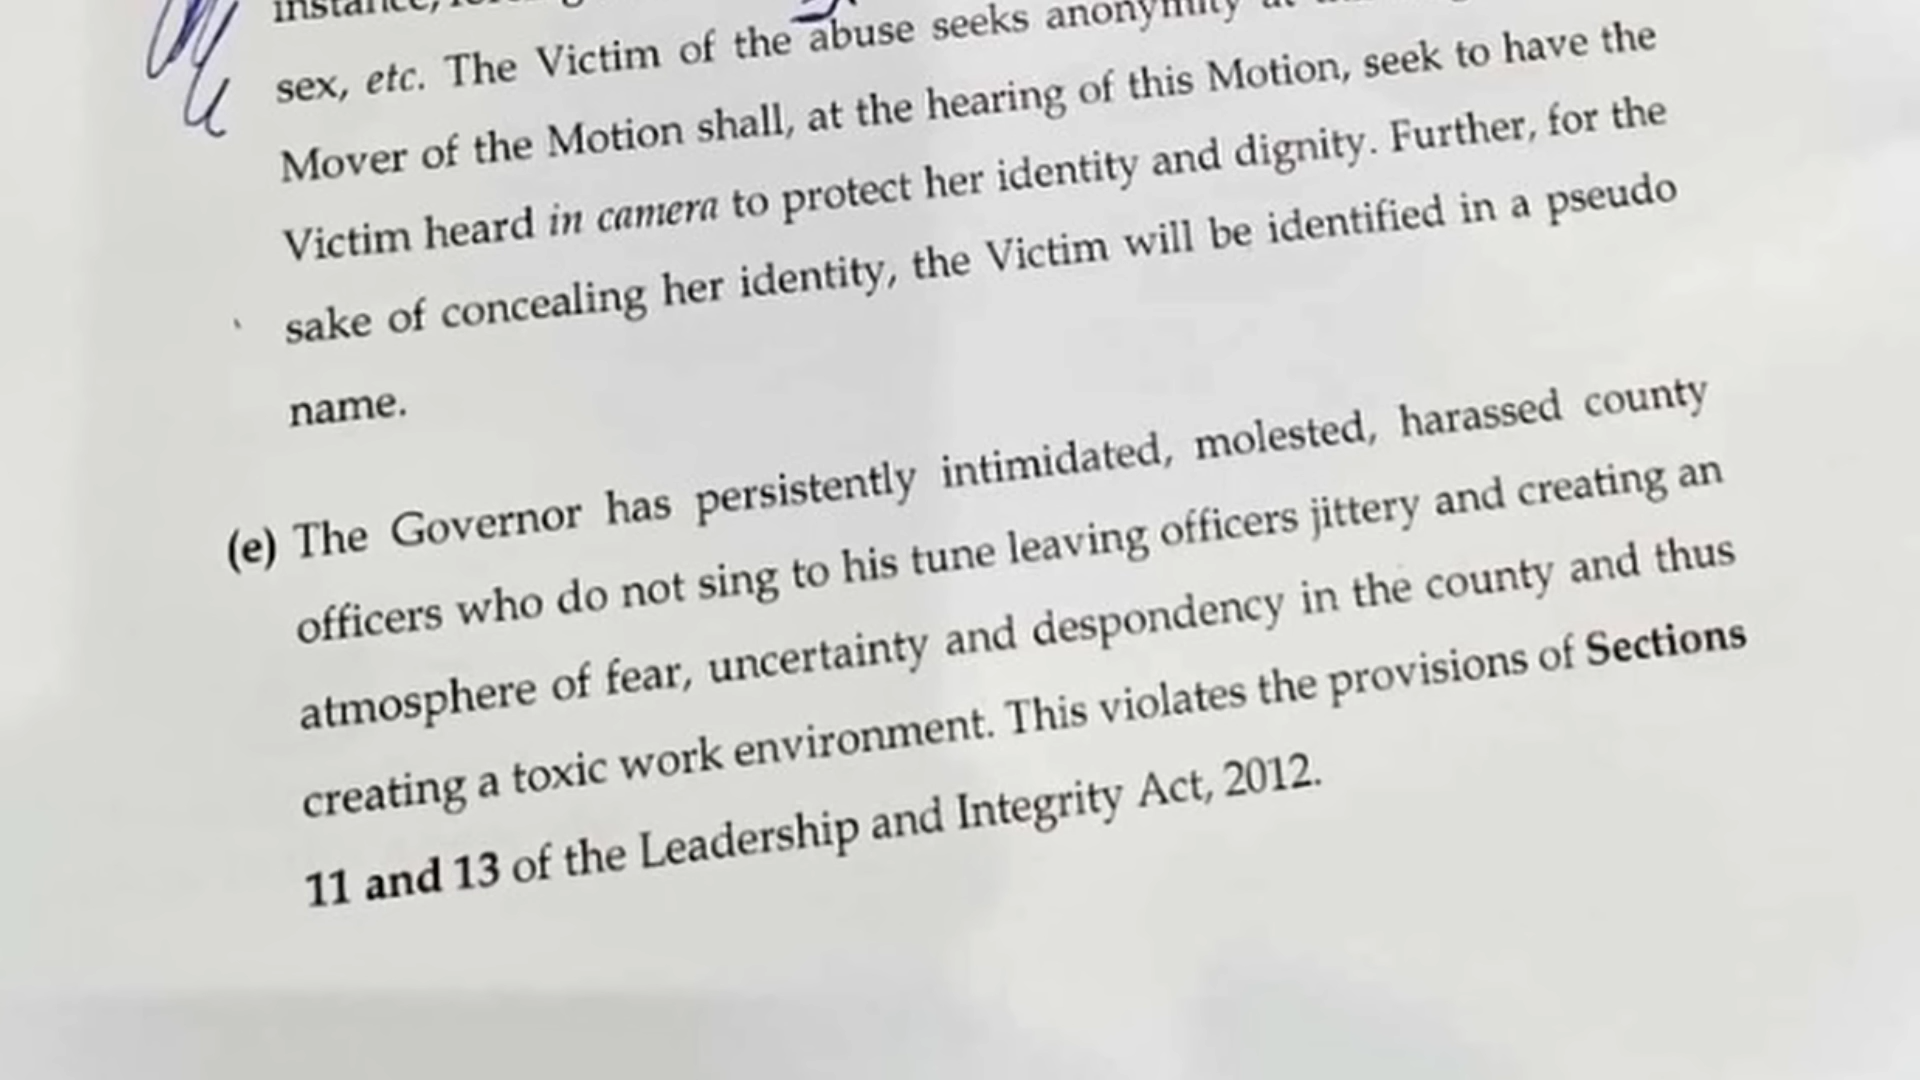 instance,
sex, etc. The Victim of the abuse seeks anonymity at
Mover of the Motion shall, at the hearing of this Motion, seek to have the
Victim heard in camera to protect her identity and dignity. Further, for the
sake of concealing her identity, the Victim will be identified in a pseudo
name.
(e) The Governor has persistently intimidated, molested, harassed county
officers who do not sing to his tune leaving officers jittery and creating an
atmosphere of fear, uncertainty and despondency in the county and thus
creating a toxic work environment. This violates the provisions of Sections
11 and 13 of the Leadership and Integrity Act, 2012.